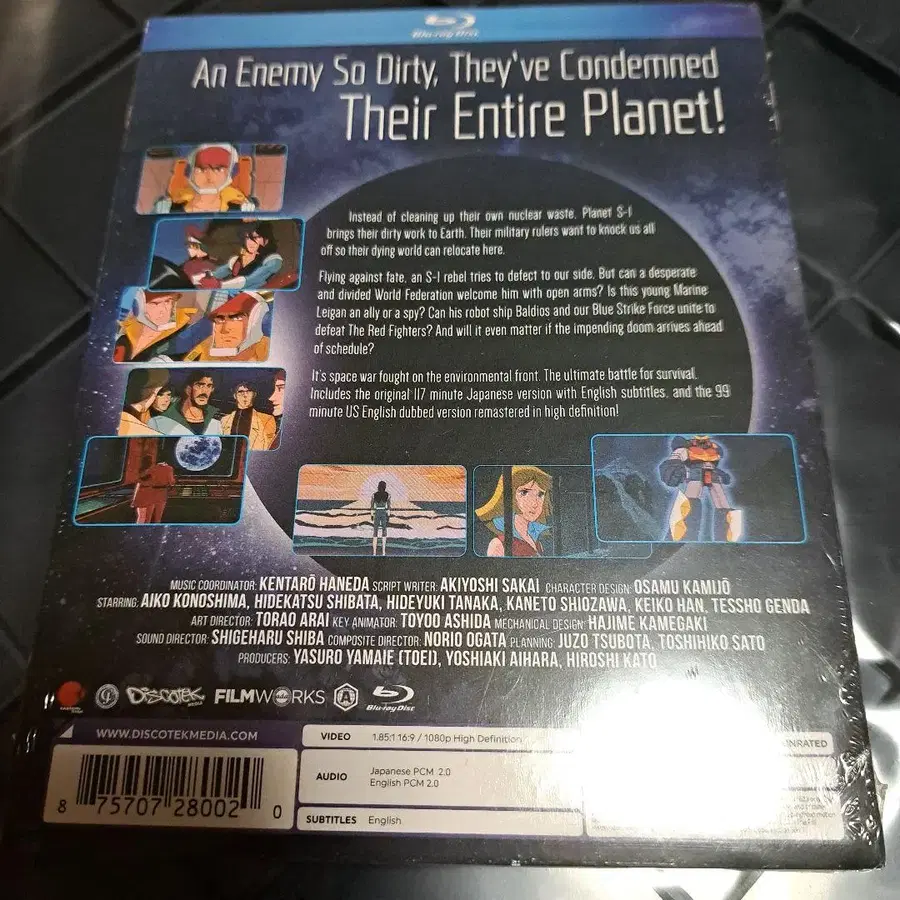 Blu-ray Disc
An Enemy So Dirty, They've Condemned
Their Entire Planet!
Instead of cleaning up their own nuclear waste, Planet S-1
brings their dirty work to Earth. Their military rulers want to knock us all
off so their dying world can relocate here.
Flying against fate, an S-1 rebel tries to defect to our side. But can a desperate
and divided World Federation welcome him with open arms? Is this young Marine
Leigan an ally or a spy? Can his robot ship Baldios and our Blue Strike Force unite to
defeat The Red Fighters? And will it even matter if the impending doom arrives ahead
of schedule?
It's space war fought on the environmental front. The ultimate battle for survival.
Includes the original 117 minute Japanese version with English subtitles, and the 99
minute US English dubbed version remastered in high definition!
MUSIC COORDINATOR: KENTARŌ HANEDA SCRIPT WRITER: AKIYOSHI SAKAI CHARACTER DESIGN: OSAMU KAMIJŌ
STARRING: AIKO KONOSHIMA, HIDEKATSU SHIBATA, HIDEYUKI TANAKA, KANETO SHIOZAWA, KEIKO HAN, TESSHO GENDA
ART DIRECTOR: TORAO ARAI KEY ANIMATOR: TOYOO ASHIDA MECHANICAL DESIGN: HAJIME KAMEGAKI
SOUND DIRECTOR: SHIGEHARU SHIBA COMPOSITE DIRECTOR: NORIO OGATA PLANNING: JUZO TSUBOTA, TOSHIHIKO SATO
PRODUCERS: YASURO YAMAIE (TOEI), YOSHIAKI AIHARA, HIROSHI KATO
DISCOTEK MEDIA FILMWORKS Blu-ray Disc
WWW.DISCOTEKMEDIA.COM
8 75707 28002 0
VIDEO 1.85:1 16:9 / 1080p High Definition
AUDIO Japanese PCM 2.0
English PCM 2.0
SUBTITLES English
UNRATED